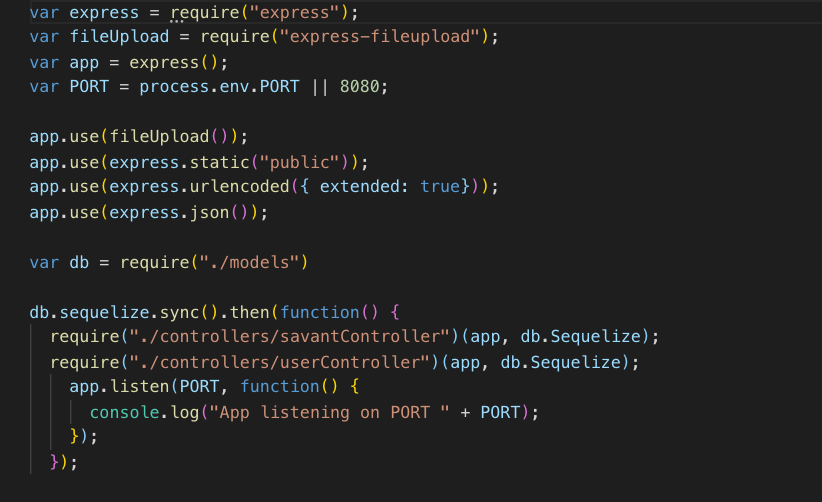 var express = require("express");
var fileUpload = require("express-fileupload");
var app = express();
var PORT = process.env.PORT || 8080;

app.use(fileUpload());
app.use(express.static("public"));
app.use(express.urlencoded({ extended: true}));
app.use(express.json());

var db = require("./models")

db.sequelize.sync().then(function() {
  require("./controllers/savantController")(app, db.Sequelize);
  require("./controllers/userController")(app, db.Sequelize);
    app.listen(PORT, function() {
      console.log("App listening on PORT " + PORT);
    });
  });